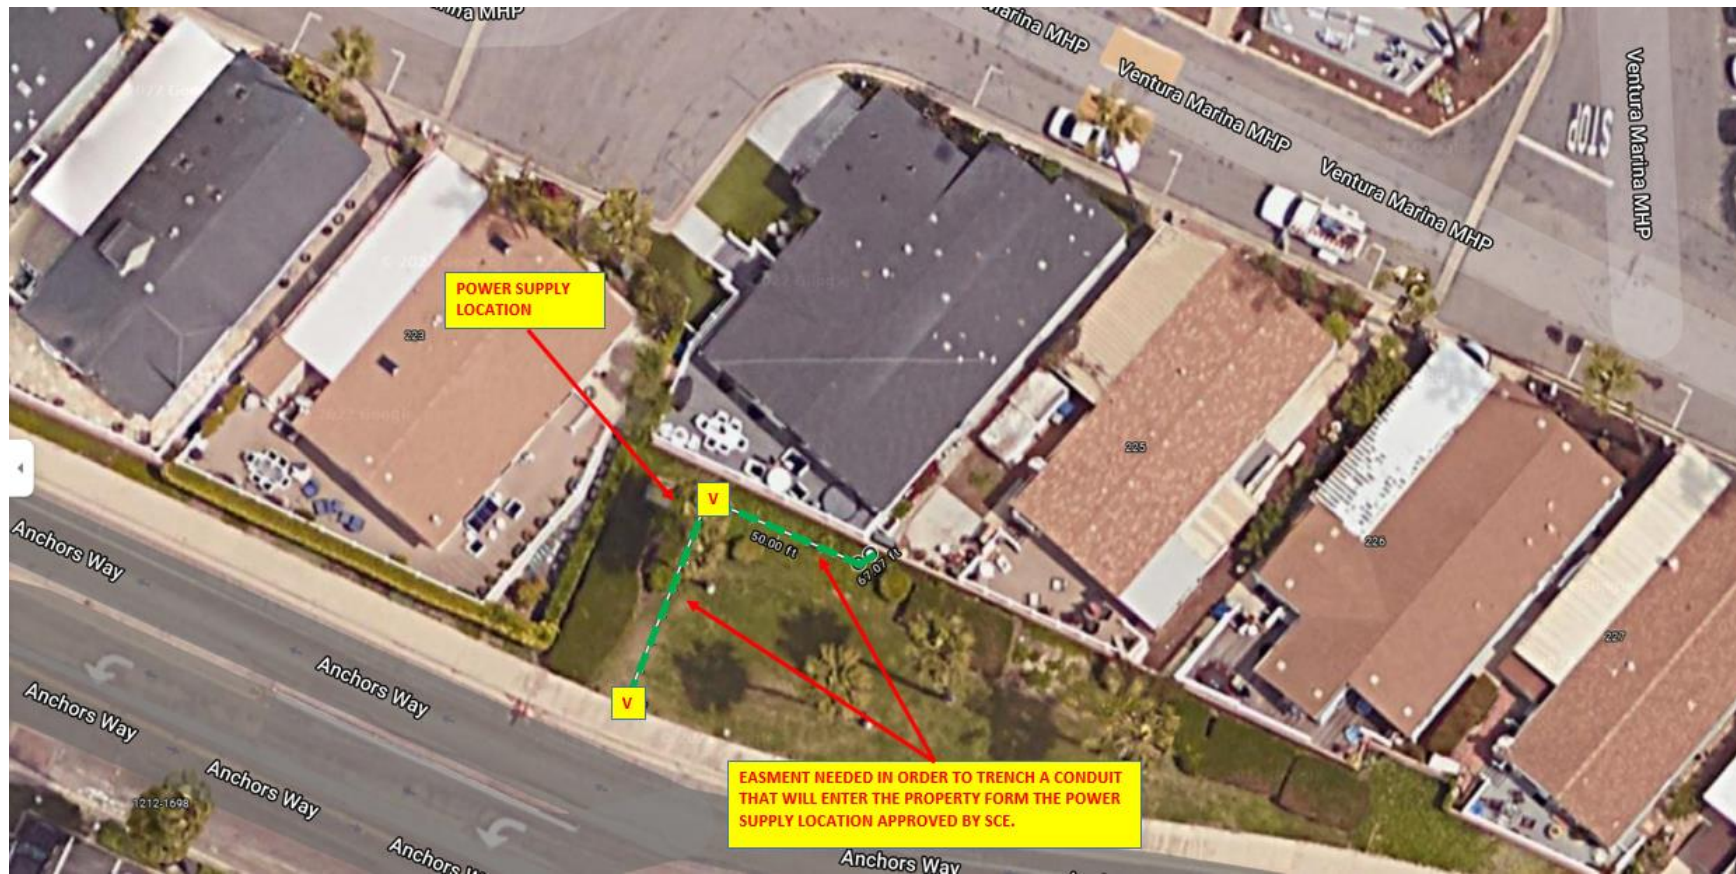 Marina MHP
Marina MHP
Ventura Marina MHP
Ventura Marina MHP
Ventura Marina MHP
STOP
POWER SUPPLY
LOCATION
223
225
226
227
V
50.00 ft
67.07 ft
V
Anchors Way
Anchors Way
Anchors Way
Anchors Way
1212-1698
EASMENT NEEDED IN ORDER TO TRENCH A CONDUIT
THAT WILL ENTER THE PROPERTY FORM THE POWER
SUPPLY LOCATION APPROVED BY SCE.
Anchors Way